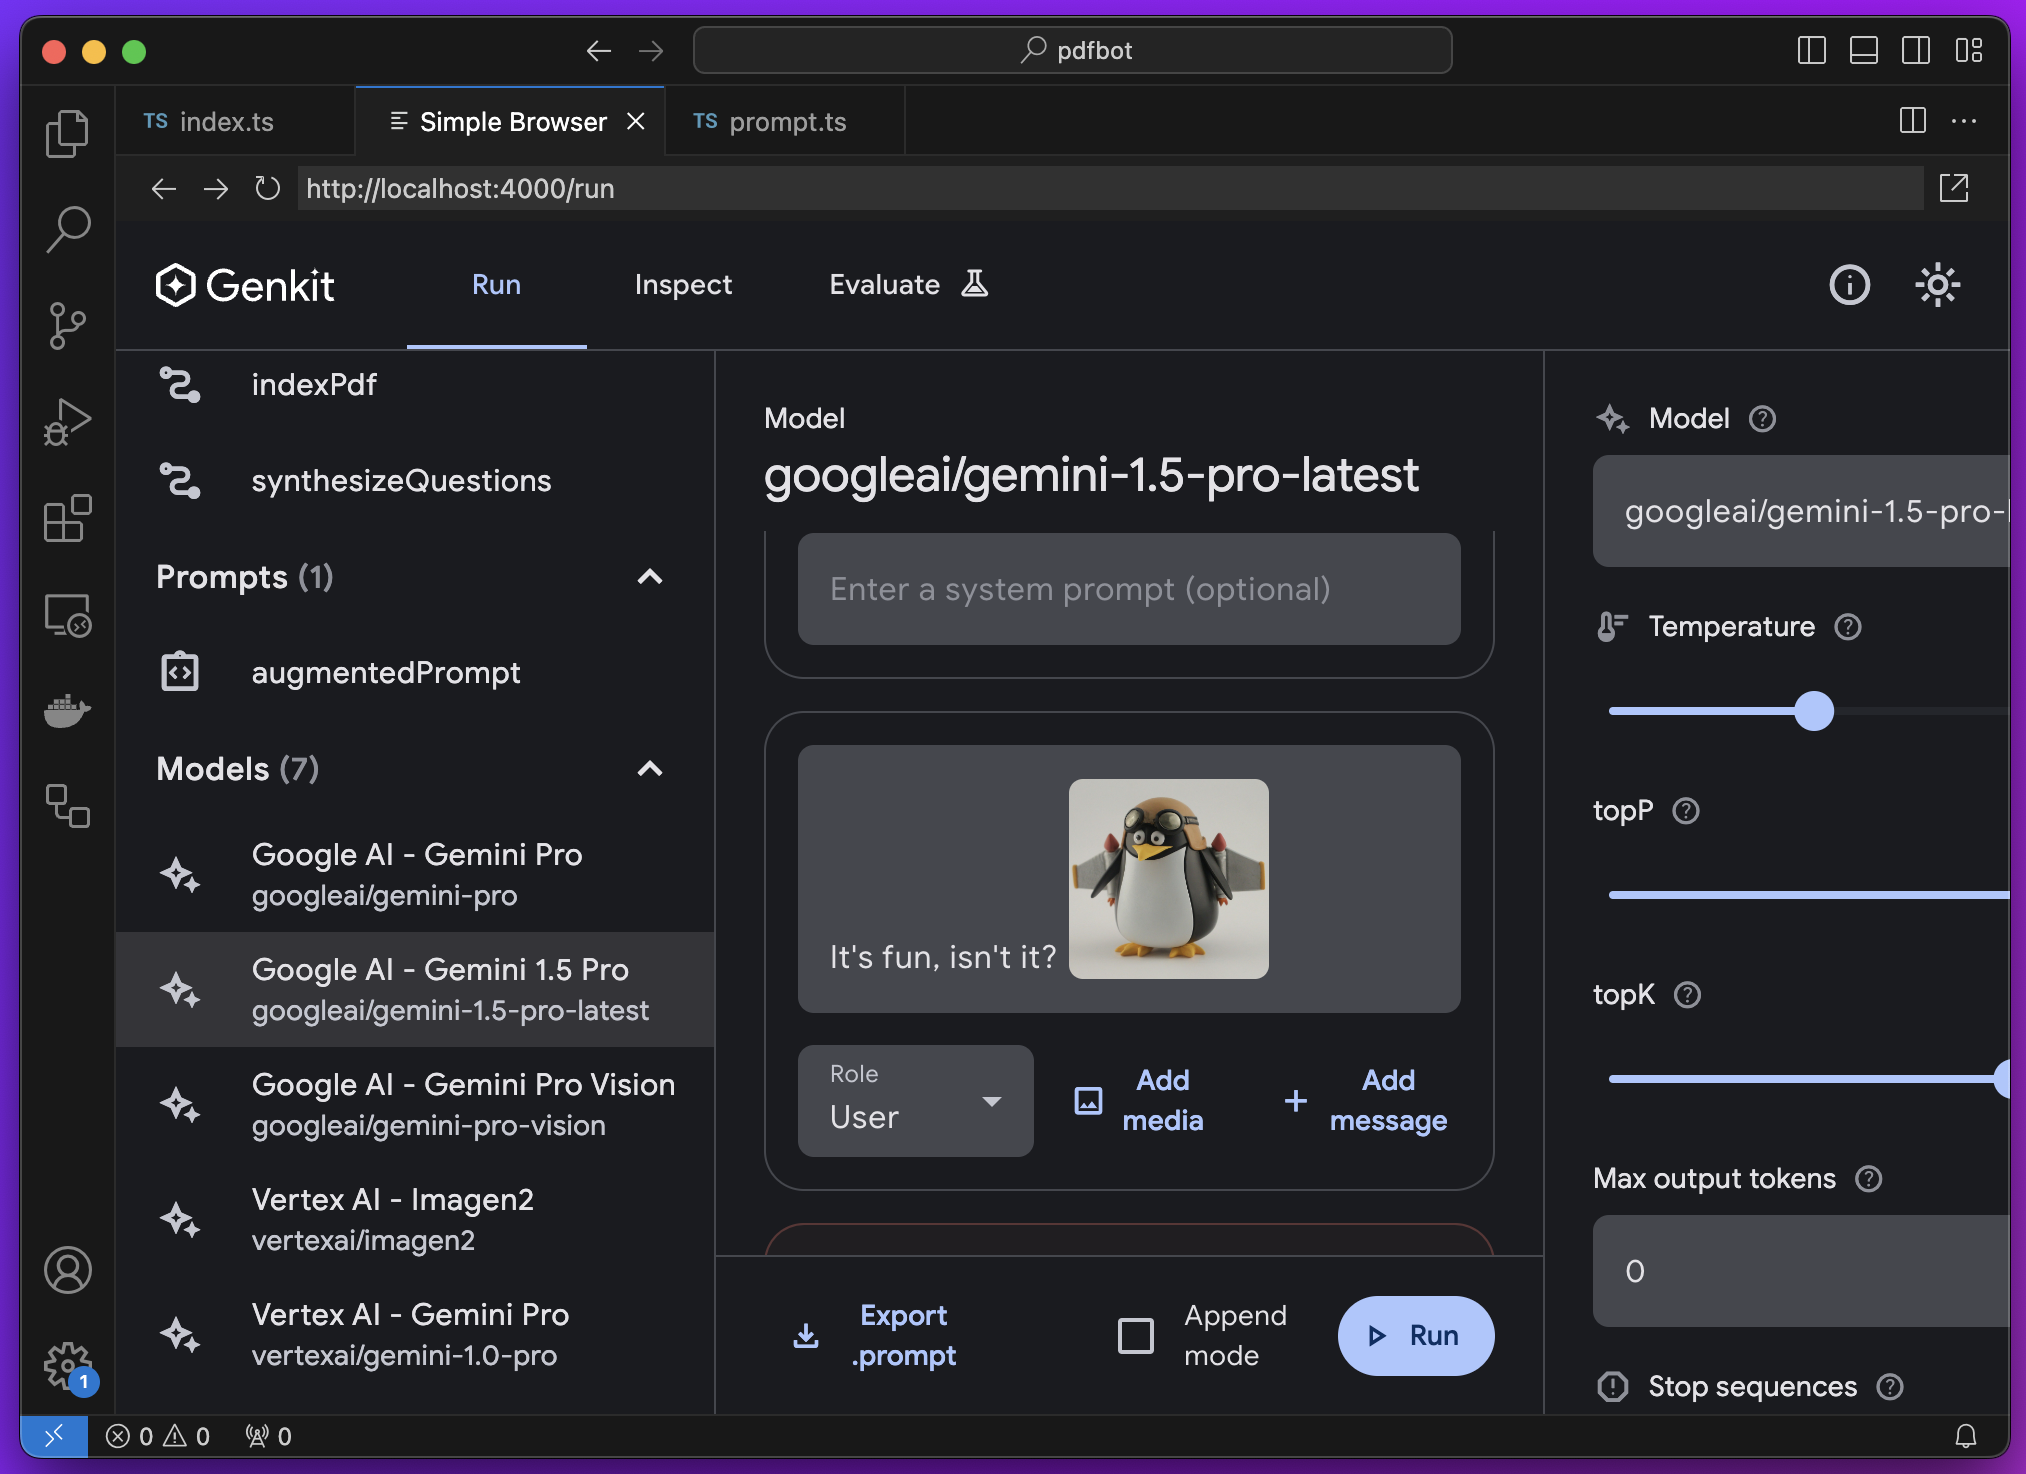 pdfbot
TS index.ts
Simple Browser
TS prompt.ts
http://localhost:4000/run
Genkit
Run
Inspect
Evaluate
indexPdf
synthesizeQuestions
Prompts (1)
augmentedPrompt
Models (7)
Google AI - Gemini Pro
googleai/gemini-pro
Google AI - Gemini 1.5 Pro
googleai/gemini-1.5-pro-latest
Google AI - Gemini Pro Vision
googleai/gemini-pro-vision
Vertex AI - Imagen2
vertexai/imagen2
Vertex AI - Gemini Pro
vertexai/gemini-1.0-pro
Model
googleai/gemini-1.5-pro-latest
Enter a system prompt (optional)
It's fun, isn't it?
Role
User
Add
media
Add
message
Export
.prompt
Append
mode
Run
Model
googleai/gemini-1.5-pro-
Temperature
topP
topK
Max output tokens
0
Stop sequences
1
0
0
0